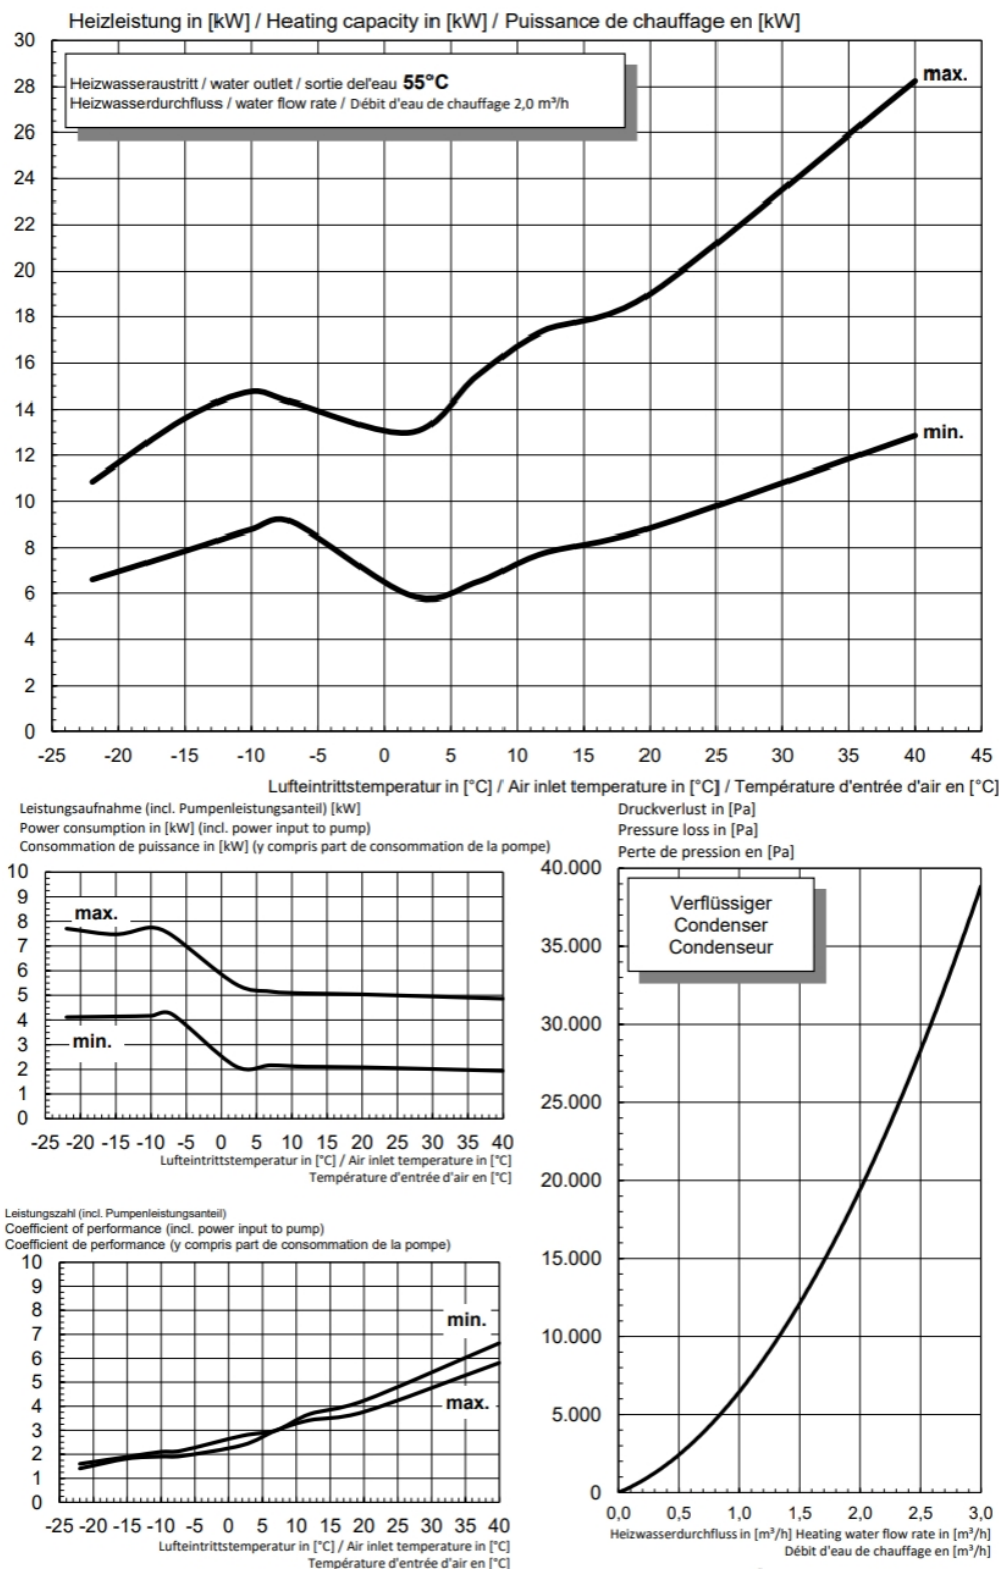 Heizleistung in [kW] / Heating capacity in [kW] / Puissance de chauffage en [kW]
30
28
26
24
22
20
18
16
14
12
10
8
6
4
2
0
Heizwasseraustritt / water outlet / sortie del'eau 55°C
Heizwasserdurchfluss / water flow rate / Débit d'eau de chauffage 2,0 m³/h
max.
min.
-25 -20 -15 -10 -5 0 5 10 15 20 25 30 35 40 45
Lufteintrittstemperatur in [°C] / Air inlet temperature in [°C] / Température d'entrée d'air en [°C]
Leistungsaufnahme (incl. Pumpenleistungsanteil) [kW]
Power consumption in [kW] (incl. power input to pump)
Consommation de puissance in [kW] (y compris part de consommation de la pompe)
10
9
8
7
6
5
4
3
2
1
0
max.
min.
-25 -20 -15 -10 -5 0 5 10 15 20 25 30 35 40
Lufteintrittstemperatur in [°C] / Air inlet temperature in [°C]
Température d'entrée d'air en [°C]
Leistungszahl (incl. Pumpenleistungsanteil)
Coefficient of performance (incl. power input to pump)
Coefficient de performance (y compris part de consommation de la pompe)
10
9
8
7
6
5
4
3
2
1
0
min.
max.
-25 -20 -15 -10 -5 0 5 10 15 20 25 30 35 40
Lufteintrittstemperatur in [°C] / Air inlet temperature in [°C]
Température d'entrée d'air en [°C]
Druckverlust in [Pa]
Pressure loss in [Pa]
Perte de pression en [Pa]
40.000
35.000
30.000
25.000
20.000
15.000
10.000
5.000
0
Verflüssiger
Condenser
Condenseur
0,0 0,5 1,0 1,5 2,0 2,5 3,0
Heizwasserdurchfluss in [m³/h] Heating water flow rate in [m³/h]
Débit d'eau de chauffage en [m³/h]